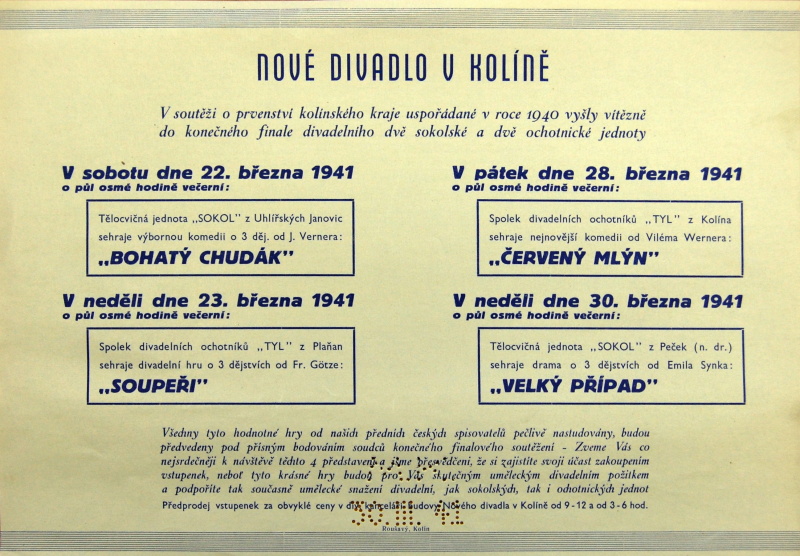 NOVÉ DIVADLO V KOLÍNĚ
V soutěži o prvenství kolinského kraje uspořádané v roce 1940 vyšly vítězně
do konečného finale divadelního dvě sokolské a dvě ochotnické jednoty
V sobotu dne 22. března 1941
o půl osmé hodině večerní:
Tělocvičná jednota „SOKOL" z Uhlířských Janovic
sehraje výbornou komedii o 3 děj. od J. Vernera:
„BOHATÝ CHUDÁK"
V neděli dne 23. března 1941
o půl osmé hodině večerní:
Spolek divadelních ochotníků „TYL" z Plaňan
sehraje divadelní hru o 3 dějstvích od Fr. Götze:
„SOUPEŘI"
V pátek dne 28. března 1941
o půl osmé hodině večerní:
Spolek divadelních ochotníků „TYL" z Kolína
sehraje nejnovější komedii od Viléma Wernera:
„ČERVENÝ MLÝN"
V neděli dne 30. března 1941
o půl osmé hodině večerní:
Tělocvičná jednota „SOKOL" z Peček (n. dr.)
sehraje drama o 3 dějstvích od Emila Synka:
„VELKÝ PŘÍPAD"
Všechny tyto hodnotné hry od našich předních českých spisovatelů pečlivě nastudovány, budou
předvedeny pod přísným bodováním soudců konečného finalového soutěžení - Zveme Vás co
nejsrdečněji k návštěvě těchto 4 představení a jsme přesvědčeni, že si zajistíte svoji účast zakoupením
vstupenek, neboť tyto krásné hry budou pro Vás skutečným uměleckým divadelním požitkem
a podpoříte tak současně umělecké snažení divadelní, jak sokolských, tak i ochotnických jednot
Předprodej vstupenek za obvyklé ceny v div. kanceláři budovy Nového divadla v Kolíně od 9 - 12 a od 3 - 6 hod.
30.III.41
Roušavý, Kolín